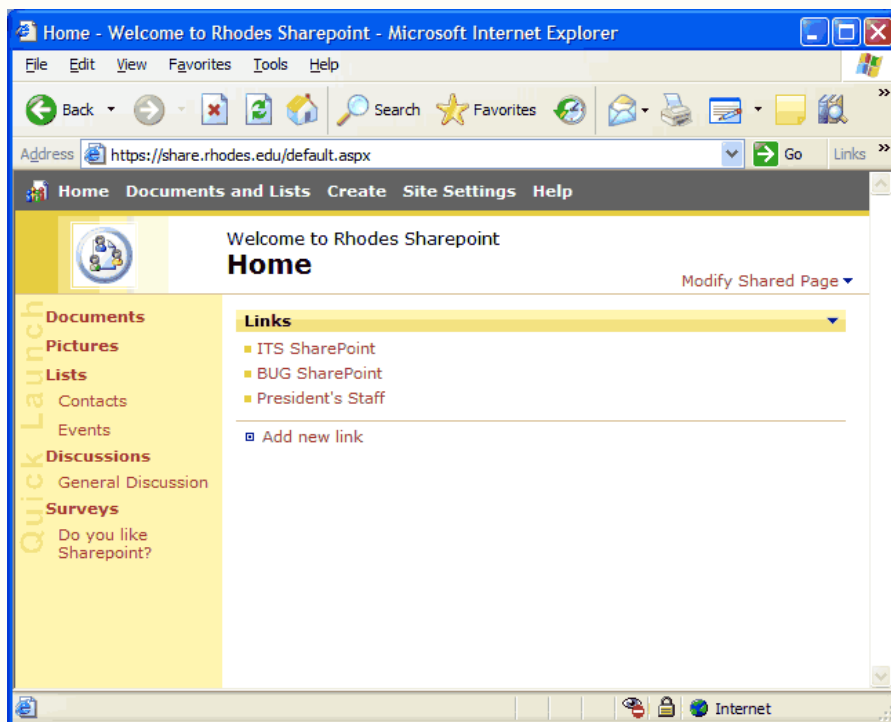 Home - Welcome to Rhodes Sharepoint - Microsoft Internet Explorer
File Edit View Favorites Tools Help
Back Search Favorites »
Address https://share.rhodes.edu/default.aspx Go Links »
Home Documents and Lists Create Site Settings Help
Welcome to Rhodes Sharepoint
Home
Modify Shared Page
Quick Launch
Documents
Pictures
Lists
Contacts
Events
Discussions
General Discussion
Surveys
Do you like
Sharepoint?
Links
ITS SharePoint
BUG SharePoint
President's Staff
Add new link
Internet